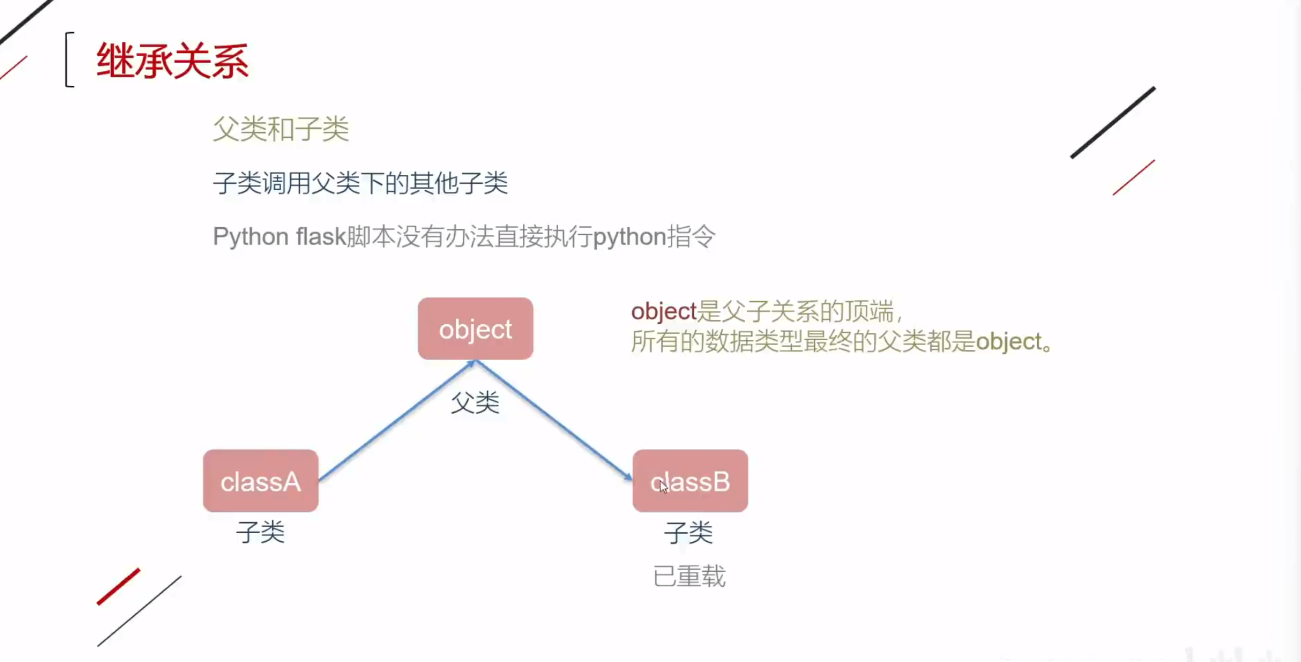 继承关系
父类和子类
子类调用父类下的其他子类
Python flask脚本没有办法直接执行python指令
object
object是父子关系的顶端，
所有的数据类型最终的父类都是object。
父类
classA
classB
子类
子类
已重载